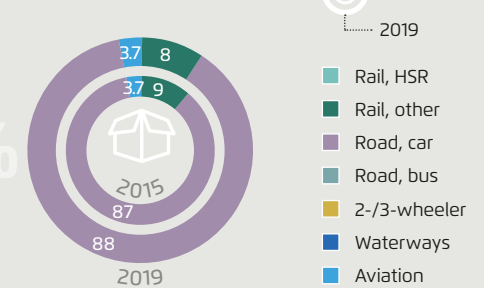 3.7 8
3.7 9
2015
87
88
2019
%
2019
Rail, HSR
Rail, other
Road, car
Road, bus
2-/3-wheeler
Waterways
Aviation